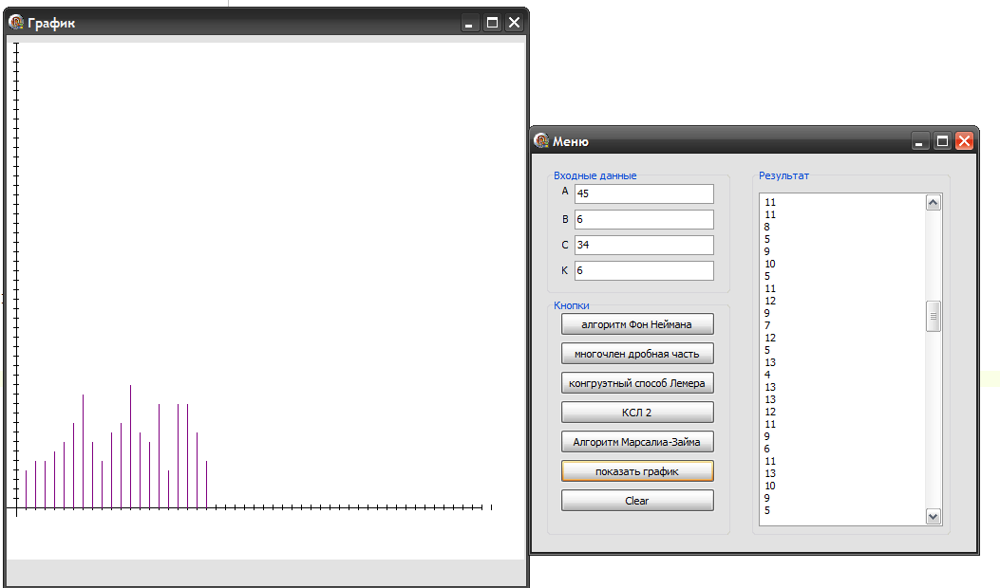 График
Меню
Входные данные
A 45
B 6
C 34
K 6
Кнопки
алгоритм Фон Неймана
многочлен дробная часть
конгруэтный способ Лемера
КСЛ 2
Алгоритм Марсалиа-Займа
показать график
Clear
Результат
11
11
8
5
9
10
5
11
12
9
7
12
5
13
4
13
13
12
11
9
6
11
13
10
9
5